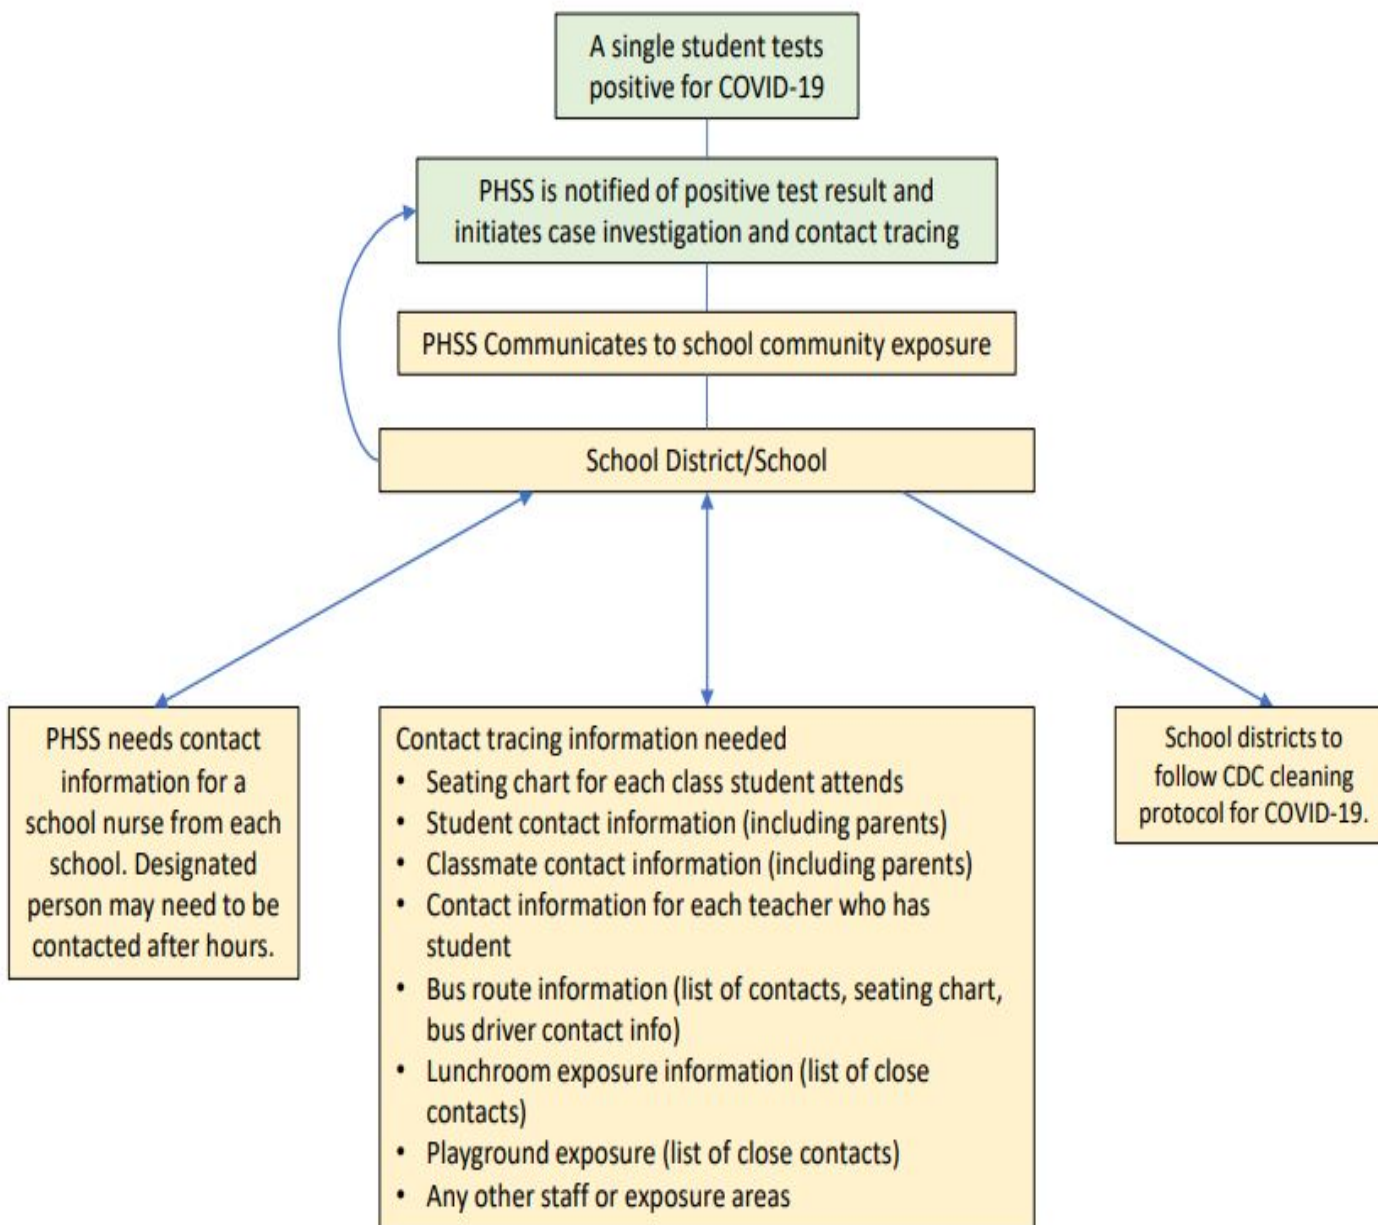 A single student tests
positive for COVID-19
PHSS is notified of positive test result and
initiates case investigation and contact tracing
PHSS Communicates to school community exposure
School District/School
PHSS needs contact
information for a
school nurse from each
school. Designated
person may need to be
contacted after hours.
Contact tracing information needed
• Seating chart for each class student attends
• Student contact information (including parents)
• Classmate contact information (including parents)
• Contact information for each teacher who has
student
• Bus route information (list of contacts, seating chart,
bus driver contact info)
• Lunchroom exposure information (list of close
contacts)
• Playground exposure (list of close contacts)
• Any other staff or exposure areas
School districts to
follow CDC cleaning
protocol for COVID-19.